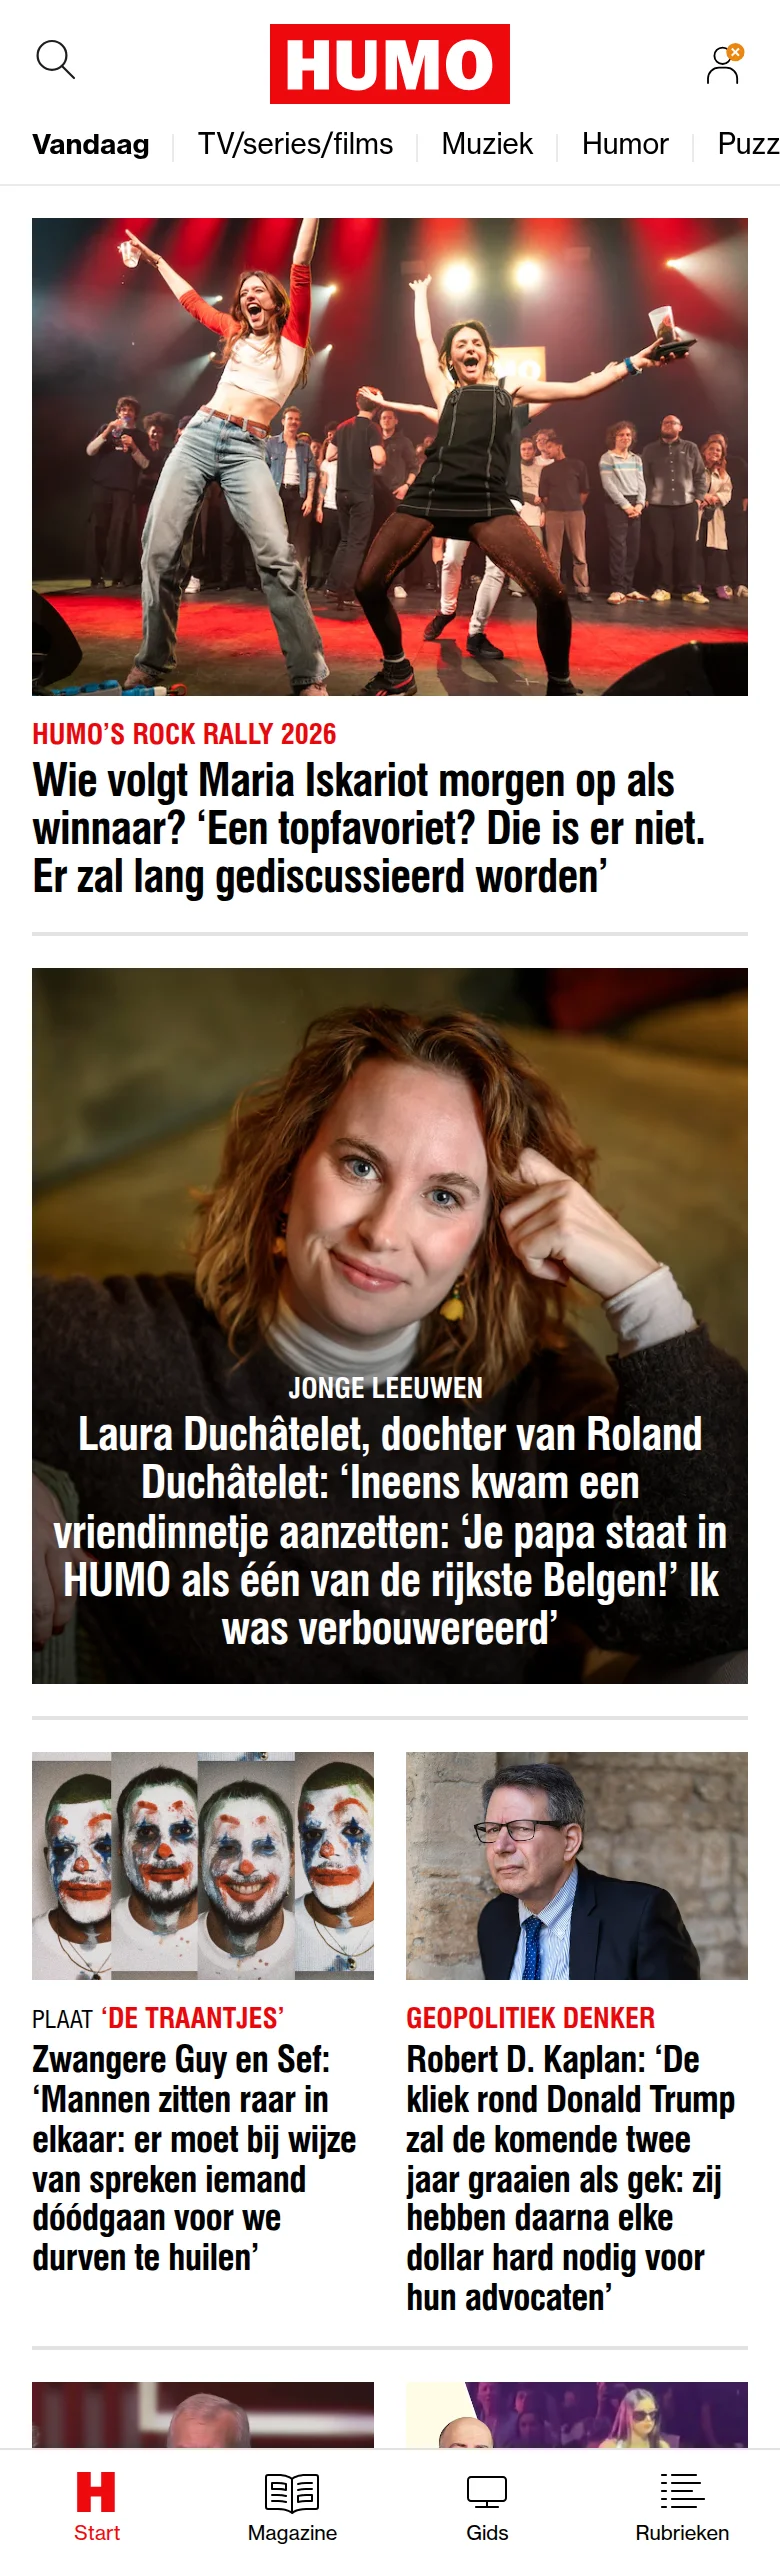 HUMO
Vandaag
TV/series/films
Muziek
Humor
Puzz
HUMO'S ROCK RALLY 2026
Wie volgt Maria Iskariot morgen op als
winnaar? ‘Een topfavoriet? Die is er niet.
Er zal lang gediscussieerd worden’
JONGE LEEUWEN
Laura Duchâtelet, dochter van Roland
Duchâtelet: ‘Ineens kwam een
vriendinnetje aanzetten: ‘Je papa staat in
HUMO als één van de rijkste Belgen!’ Ik
was verbouwereerd’
PLAAT ‘DE TRAANTJES’
Zwangere Guy en Sef:
‘Mannen zitten raar in
elkaar: er moet bij wijze
van spreken iemand
dóódgaan voor we
durven te huilen’
GEOPOLITIEK DENKER
Robert D. Kaplan: ‘De
kliek rond Donald Trump
zal de komende twee
jaar graaien als gek: zij
hebben daarna elke
dollar hard nodig voor
hun advocaten’
Start
Magazine
Gids
Rubrieken